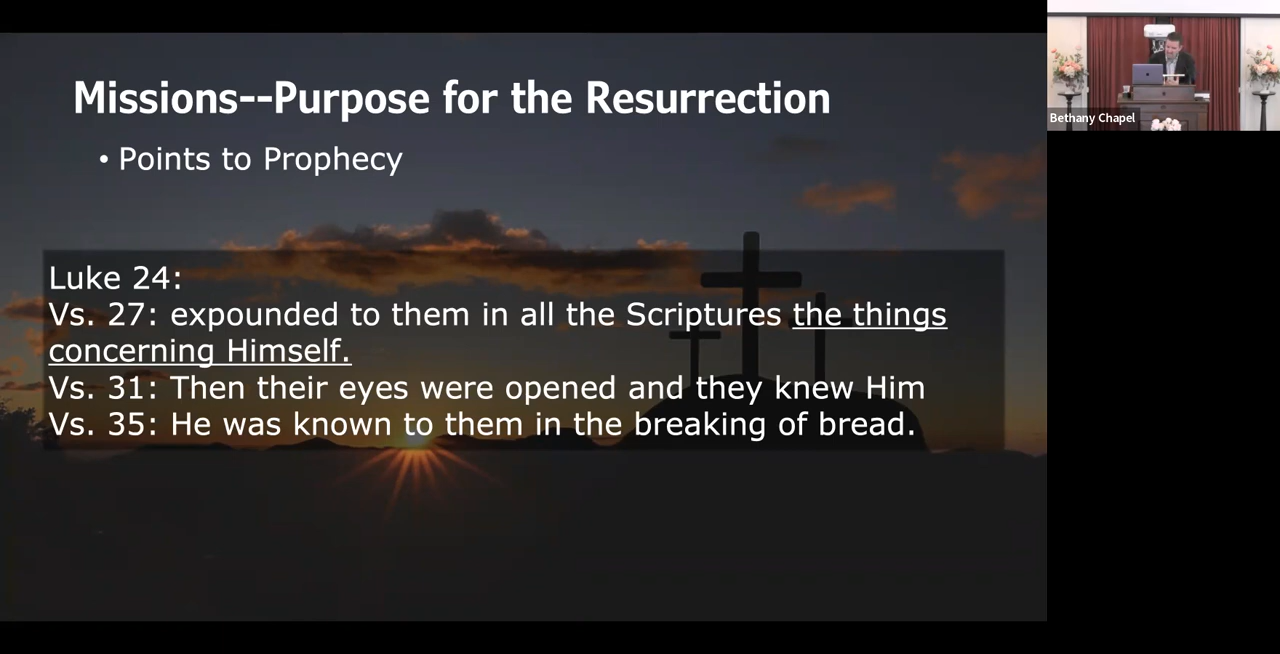 Missions--Purpose for the Resurrection
• Points to Prophecy
Luke 24:
Vs. 27: expounded to them in all the Scriptures the things
concerning Himself.
Vs. 31: Then their eyes were opened and they knew Him
Vs. 35: He was known to them in the breaking of bread.
Bethany Chapel